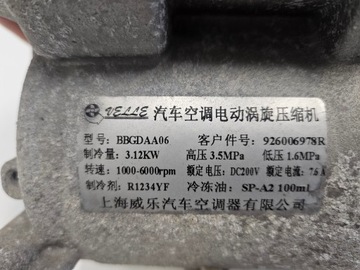 VELLE 汽车空调电动涡旋压缩机
型号: BBGDAA06 客户件号: 926006978R
制冷量: 3.12KW 高压3.5MPa 低压1.6MPa
转速: 1000-6000rpm 额定电压: DC200V 额定电流: 7.6
制冷剂: R1234YF 冷冻油: SP-A2 100ml
上海威乐汽车空调器有限公司